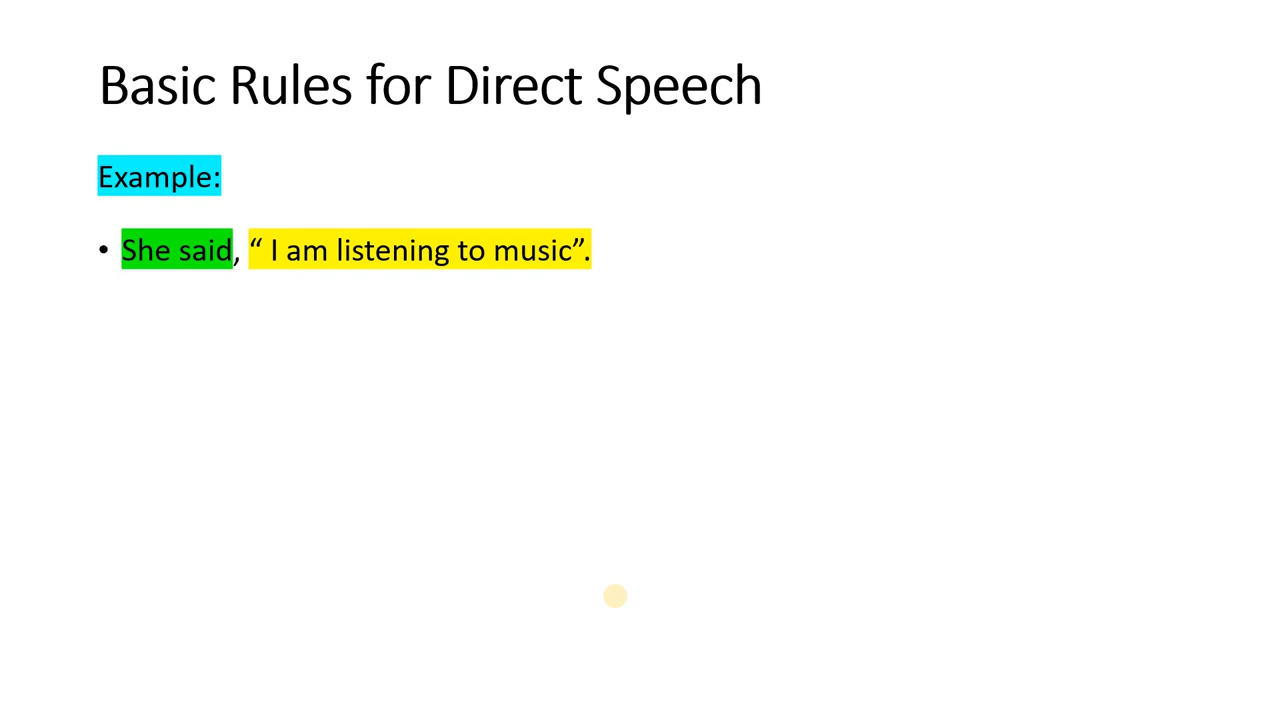 Basic Rules for Direct Speech
Example:
• She said, “ I am listening to music”.